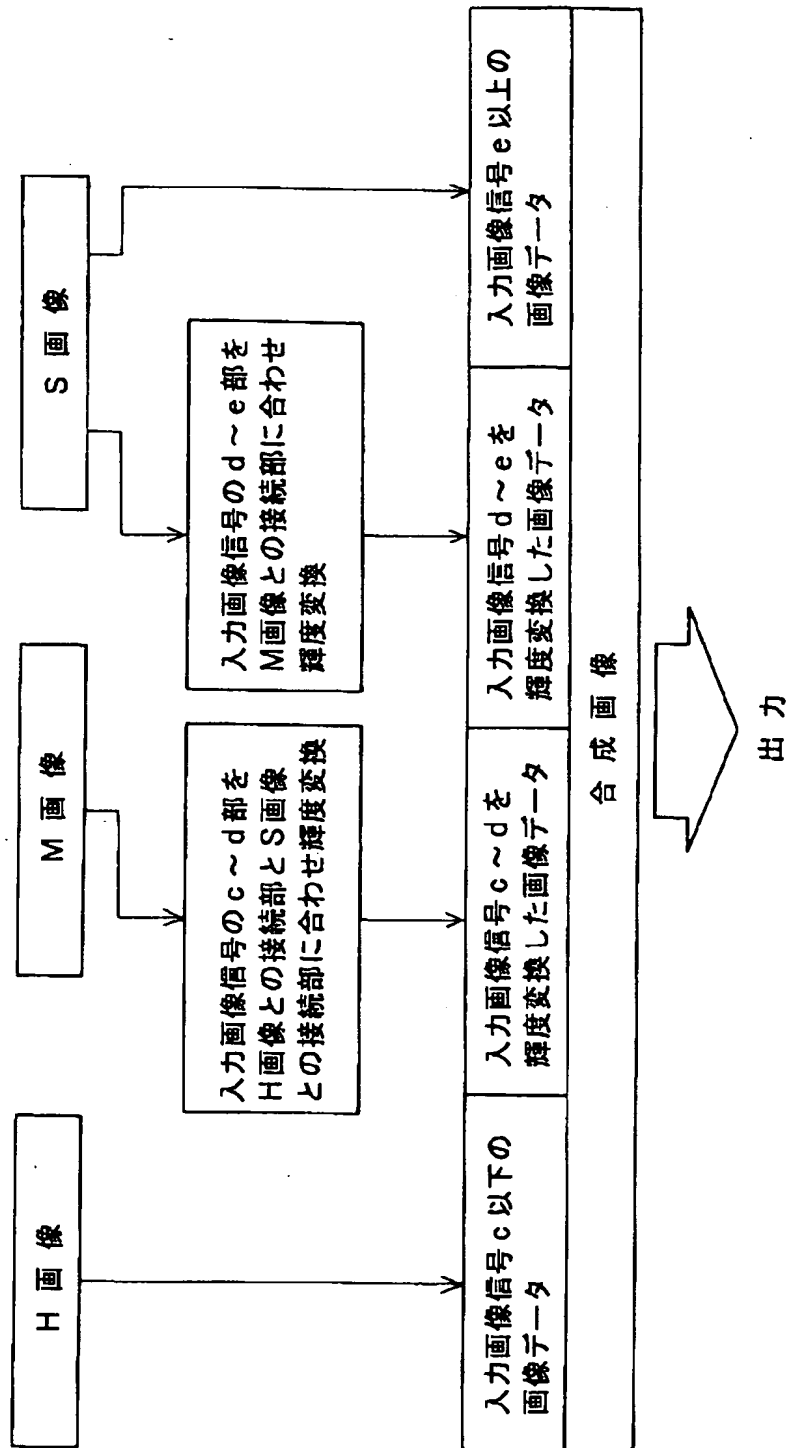 H画像
M画像
S画像
入力画像信号のc～d部を
H画像との接続部とS画像
との接続部に合わせ輝度変換
入力画像信号のd～e部を
M画像との接続部に合わせ
輝度変換
入力画像信号c以下の
画像データ
入力画像信号c～dを
輝度変換した画像データ
入力画像信号d～eを
輝度変換した画像データ
入力画像信号e以上の
画像データ
合成画像
出力